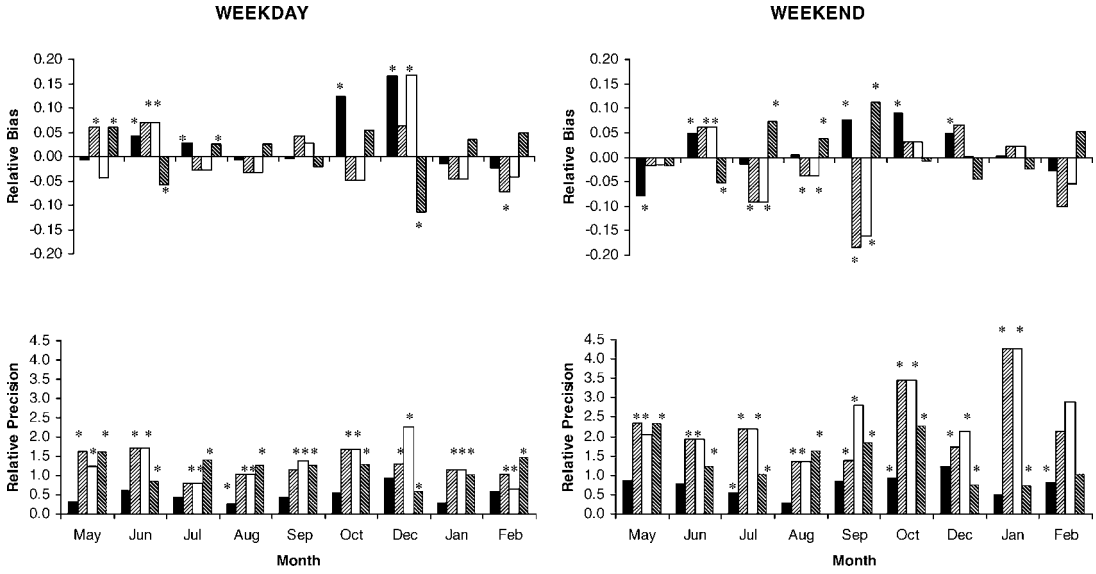 WEEKDAY
WEEKEND
Relative Bias
0.20
0.15
0.10
0.05
0.00
-0.05
-0.10
-0.15
-0.20
* * * ** * * * * * * *
* *
Relative Bias
0.20
0.15
0.10
0.05
0.00
-0.05
-0.10
-0.15
-0.20
* * ** * * * * * * * * * * * *
Relative Precision
4.5
4.0
3.5
3.0
2.5
2.0
1.5
1.0
0.5
0.0
* * * * * * ** * * ** * *** ** * * * * *** ** *
May Jun Jul Aug Sep Oct Dec Jan Feb
Month
Relative Precision
4.5
4.0
3.5
3.0
2.5
2.0
1.5
1.0
0.5
0.0
* ** * ** * * * * * ** * * * * * * * * * * * * * * *
May Jun Jul Aug Sep Oct Dec Jan Feb
Month